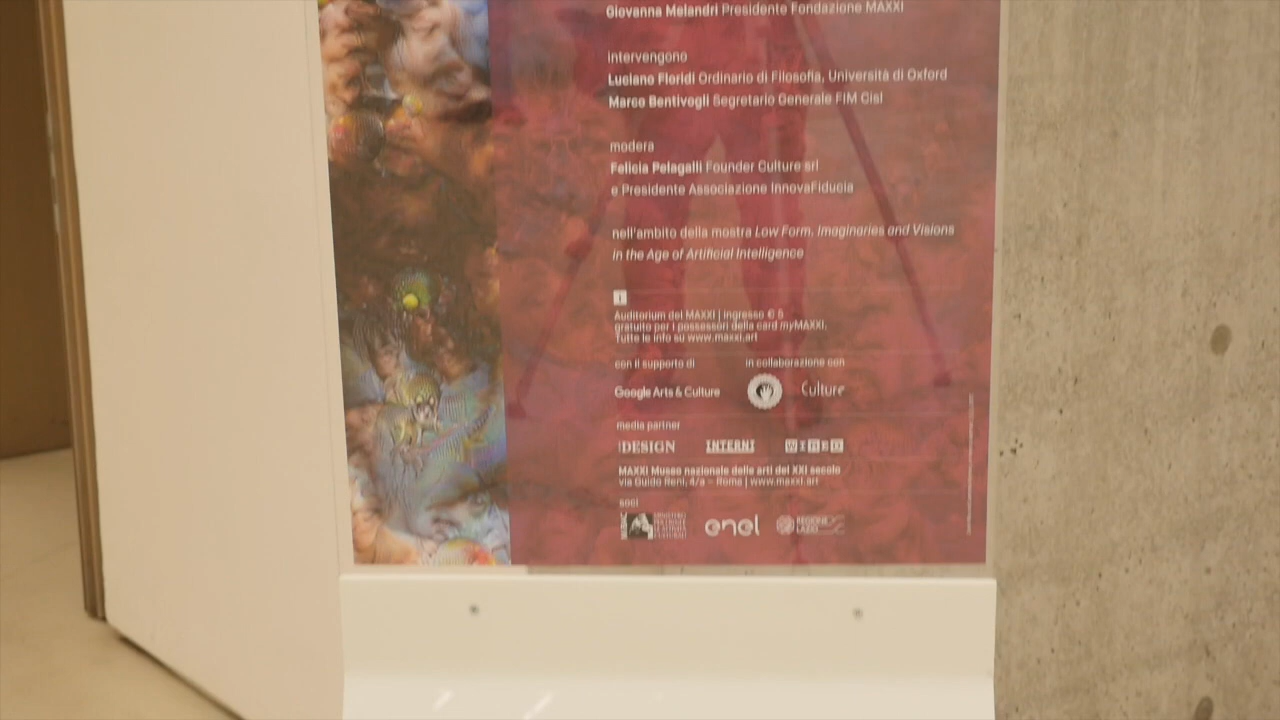 Giovanna Melandri Presidente Fondazione MAXXI
intervengono
Luciano Floridi Ordinario di Filosofia, Università di Oxford
Marco Bentivogli Segretario Generale FIM Cisl
modera
Felicia Pelagalli Founder Culture srl
e Presidente Associazione InnovaFiducia
nell'ambito della mostra Low Form. Imaginaries and Visions
in the Age of Artificial Intelligence
i
Auditorium del MAXXI | ingresso € 5
gratuito per i possessori della card myMAXXI.
Tutte le info su www.maxxi.art
con il supporto di
in collaborazione con
Google Arts & Culture
Culture
media partner
DESIGN
INTERNI
WIRED
MAXXI Museo nazionale delle arti del XXI secolo
via Guido Reni, 4/a – Roma | www.maxxi.art
soci
enel
REGIONE
LAZIO